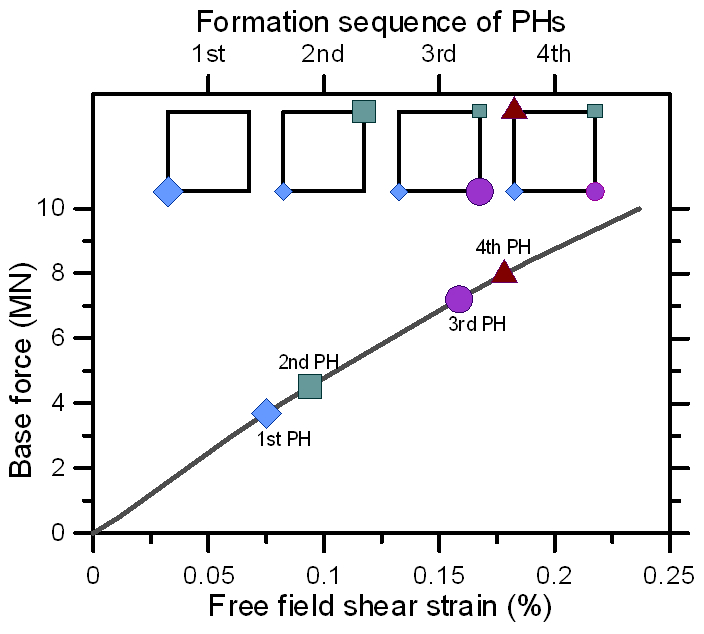 Formation sequence of PHs
1st 2nd 3rd 4th
10
8
6
4
2
0
Base force (MN)
4th PH
3rd PH
2nd PH
1st PH
0 0.05 0.1 0.15 0.2 0.25
Free field shear strain (%)